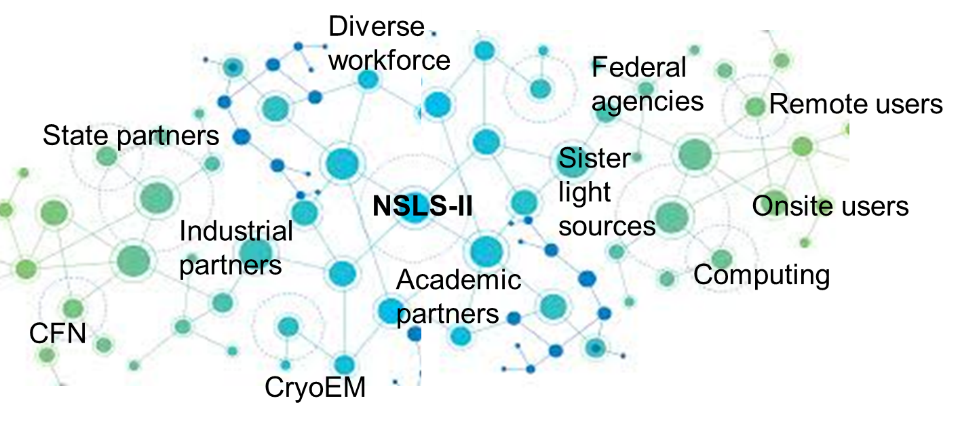 Diverse
workforce
Federal
agencies
Remote users
State partners
Sister
light
sources
NSLS-II
Onsite users
Industrial
partners
Academic
partners
Computing
CFN
CryoEM